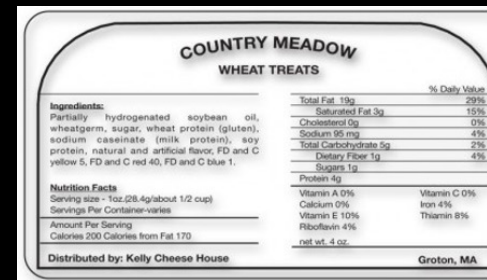 COUNTRY MEADOW
WHEAT TREATS
Ingredients:
Partially hydrogenated soybean oil,
wheatgerm, sugar, wheat protein (gluten),
sodium caseinate (milk protein), soy
protein, natural and artificial flavor, FD and C
yellow 5, FD and C red 40, FD and C blue 1.
Nutrition Facts
Serving size - 1oz.(28.4g/about 1/2 cup)
Servings Per Container-varies
Amount Per Serving
Calories 200 Calories from Fat 170
% Daily Value
Total Fat 19g 29%
Saturated Fat 3g 15%
Cholesterol 0g 0%
Sodium 95 mg 4%
Total Carbohydrate 5g 2%
Dietary Fiber 1g 4%
Sugars 1g
Protein 4g
Vitamin A 0% Vitamin C 0%
Calcium 0% Iron 4%
Vitamin E 10% Thiamin 8%
Riboflavin 4%
net wt. 4 oz.
Distributed by: Kelly Cheese House Groton, MA